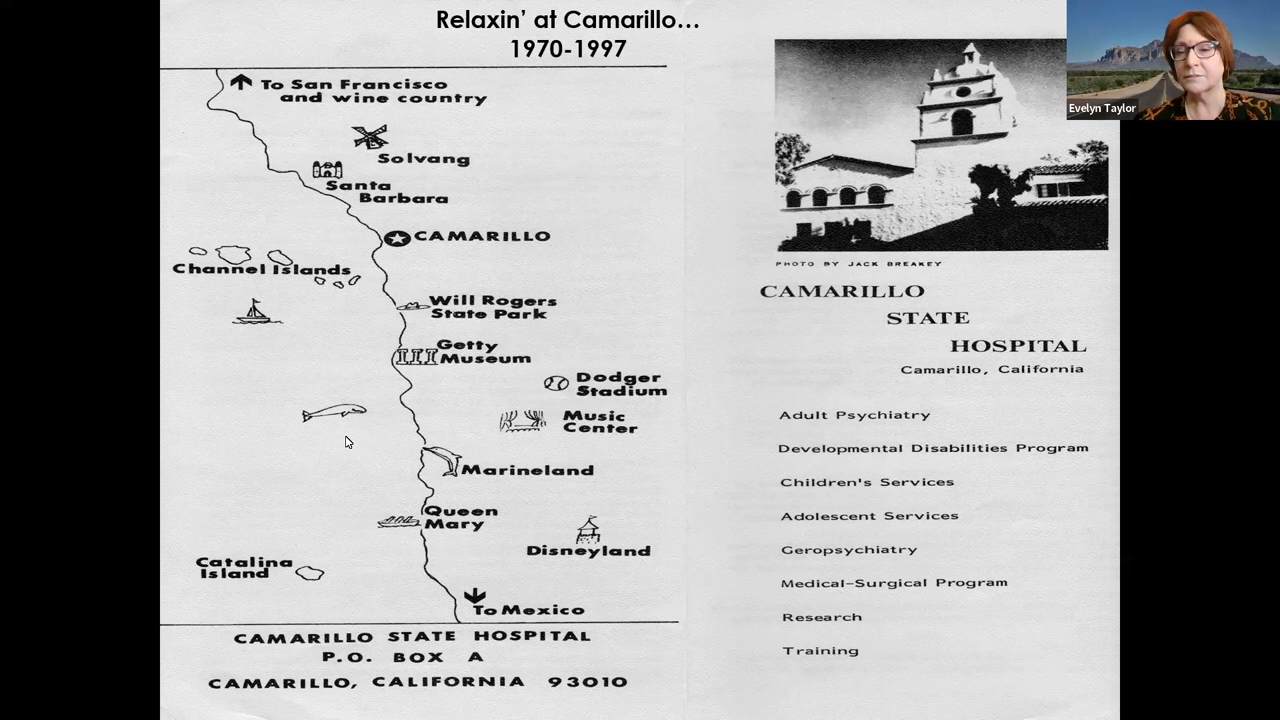 Relaxin’ at Camarillo…
1970-1997
To San Francisco
and wine country
Solvang
Santa
Barbara
CAMARILLO
Channel Islands
Will Rogers
State Park
Getty
Museum
Dodger
Stadium
Music
Center
Marineland
Queen
Mary
Disneyland
Catalina
Island
To Mexico
CAMARILLO STATE HOSPITAL
P.O. BOX A
CAMARILLO, CALIFORNIA 93010
PHOTO BY JACK BREAKEY
CAMARILLO
STATE
HOSPITAL
Camarillo, California
Adult Psychiatry
Developmental Disabilities Program
Children's Services
Adolescent Services
Geropsychiatry
Medical-Surgical Program
Research
Training
Evelyn Taylor